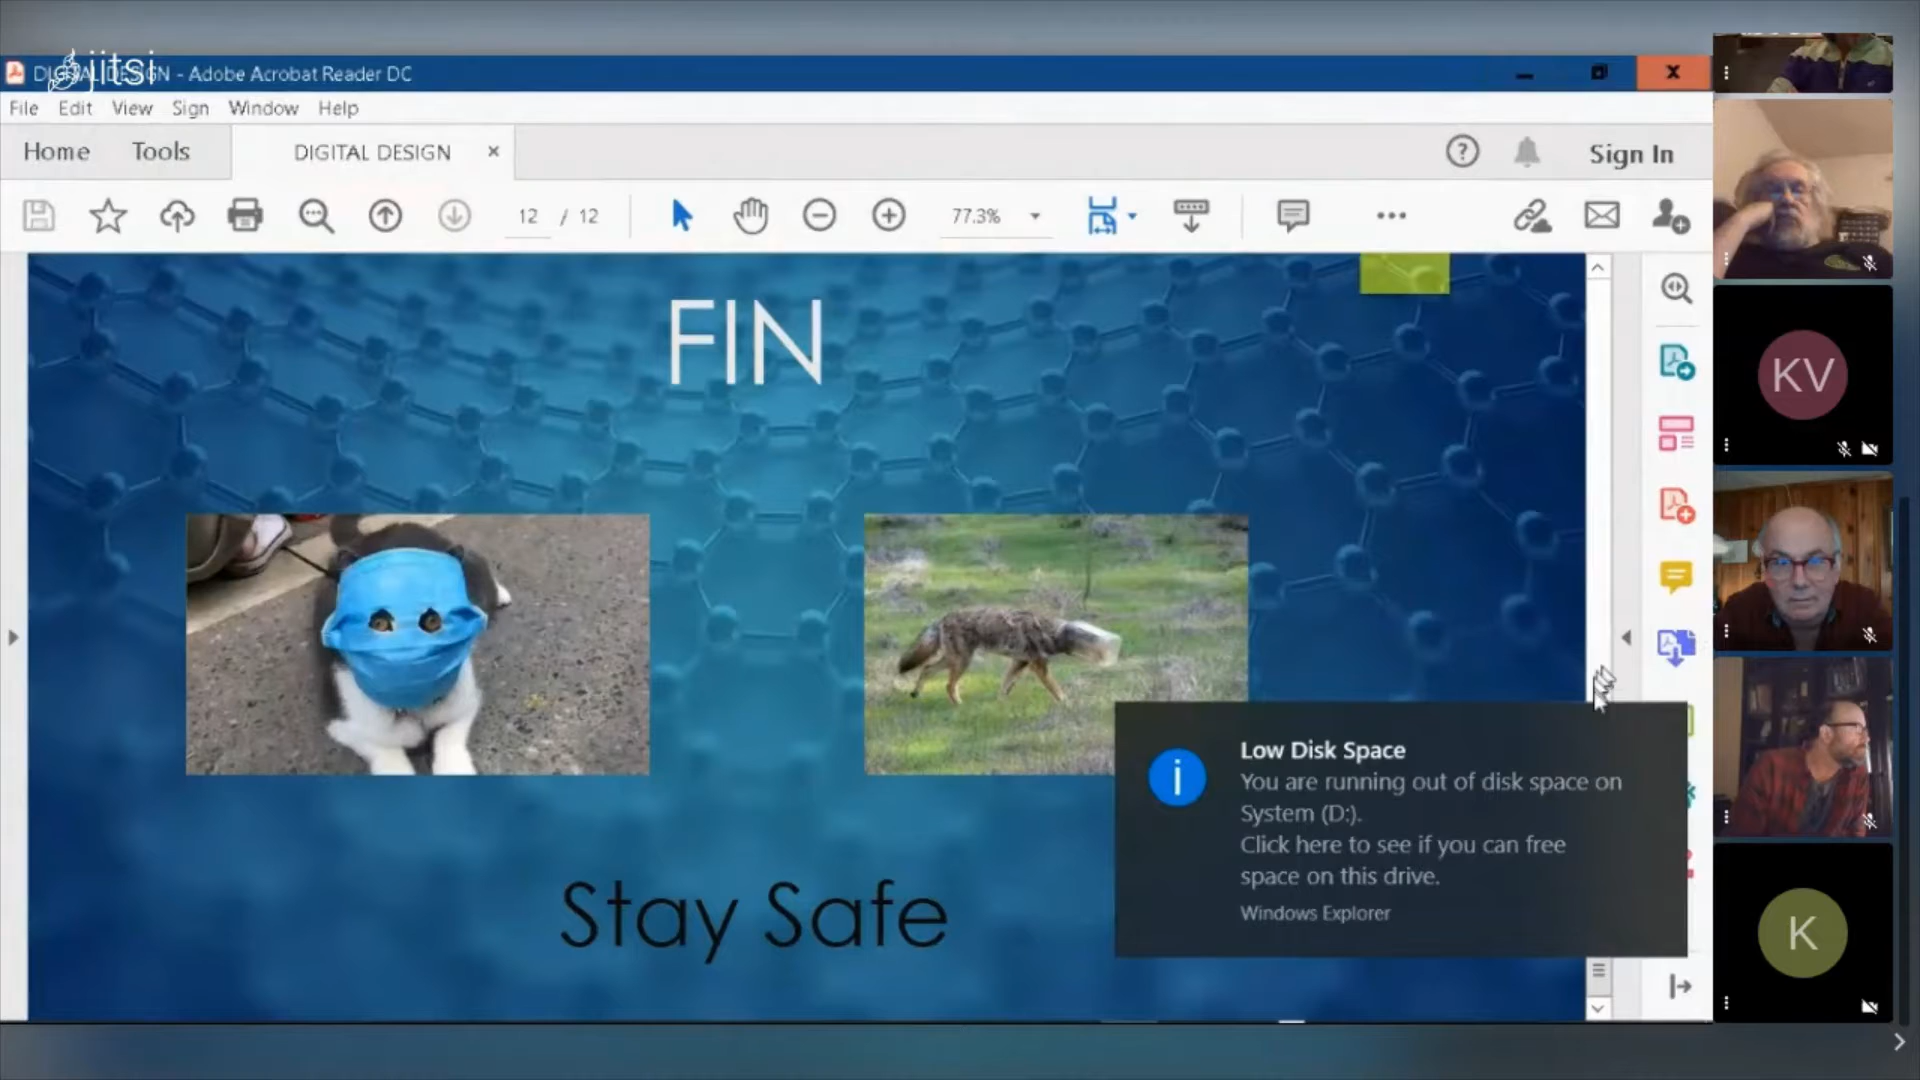 jitsi
DIGITAL DESIGN - Adobe Acrobat Reader DC
File Edit View Sign Window Help
Home Tools DIGITAL DESIGN Sign In
12 / 12 77.3%
FIN
KV
Low Disk Space
You are running out of disk space on
System (D:).
Click here to see if you can free
space on this drive.
Windows Explorer
Stay Safe
K